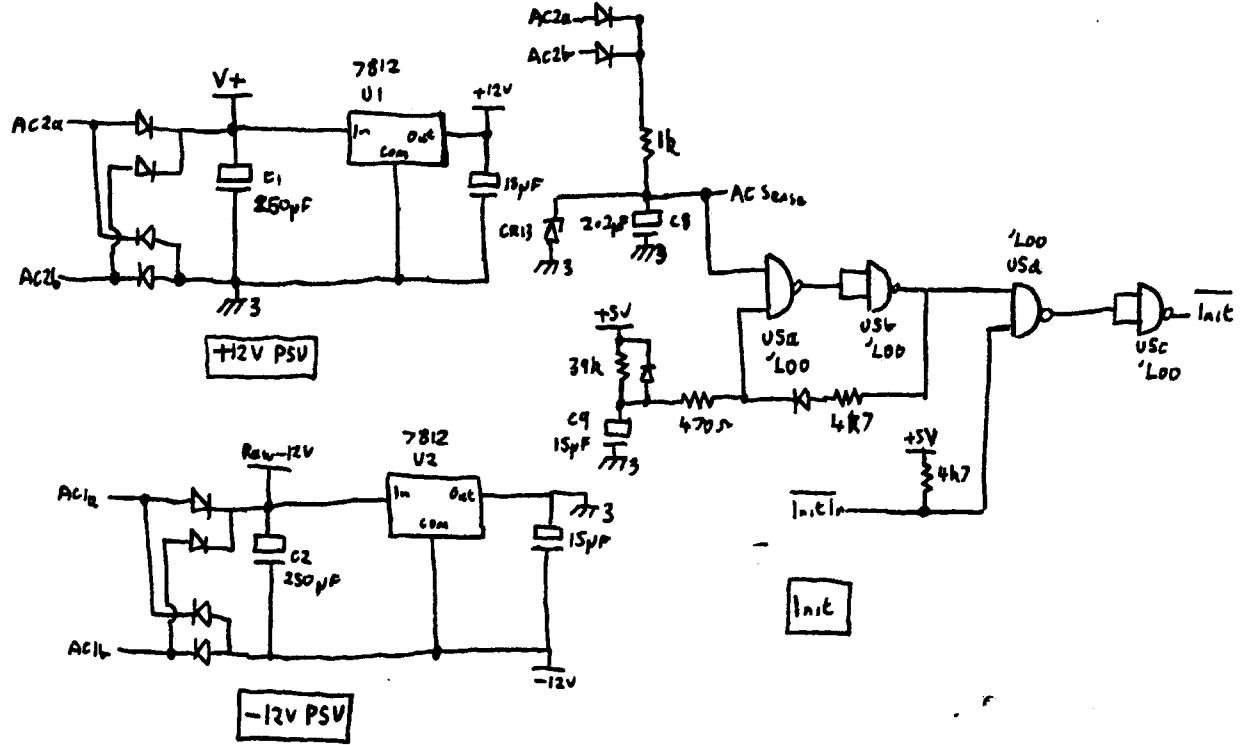 V+
7812
U1
+12V
AC2a
In
Out
Com
C1
250µF
15µF
AC2b
3
+12V PSU
Raw-12V
7812
U2
AC1a
In
Out
Com
3
C2
250µF
15µF
AC1b
-12V
-12V PSU
AC2a
AC2b
1k
AC Sense
CR13
2.2µF
C8
3
3
+5V
39k
C9
15µF
3
470Ω
4k7
U5a
'L00
U5b
'L00
'L00
U5d
U5c
'L00
Init
+5V
4k7
Init In
Init